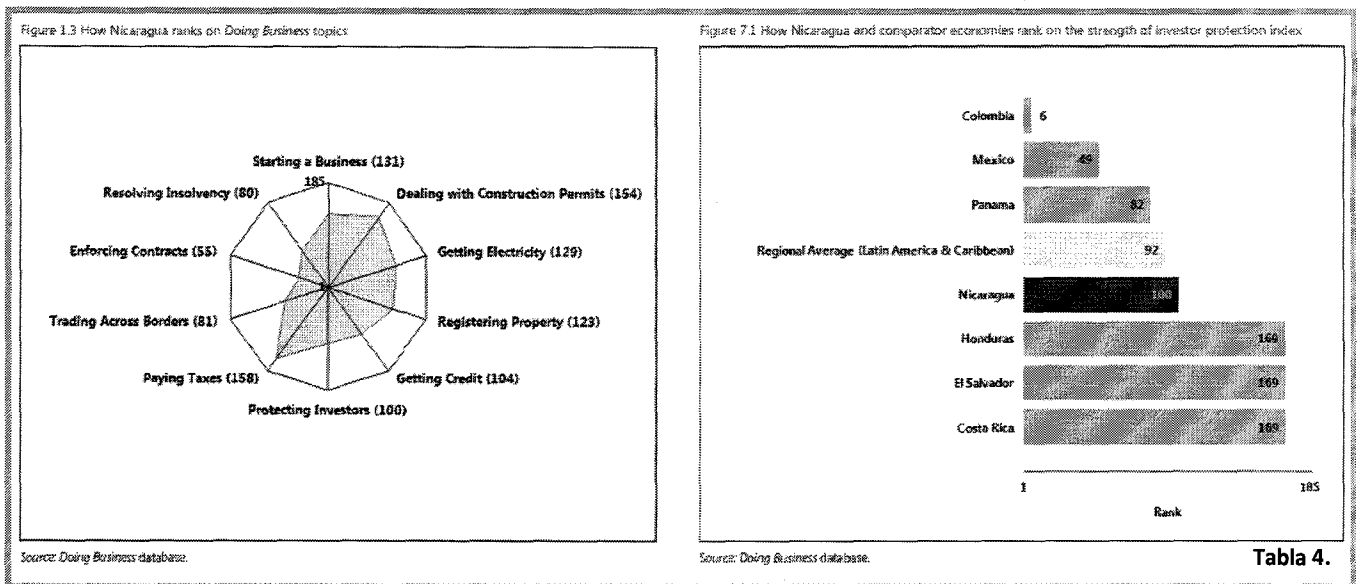 Figure 1.3 How Nicaragua ranks on Doing Business topics
Starting a Business (131)
185
Resolving Insolvency (80)
Dealing with Construction Permits (154)
Enforcing Contracts (55)
Getting Electricity (129)
1
Trading Across Borders (81)
Registering Property (123)
Paying Taxes (158)
Getting Credit (104)
Protecting Investors (100)
Source: Doing Business database.
Figure 7.1 How Nicaragua and comparator economies rank on the strength of investor protection index
Colombia 6
Mexico 49
Panama 82
Regional Average (Latin America & Caribbean) 92
Nicaragua 100
Honduras 169
El Salvador 169
Costa Rica 169
1 185
Rank
Source: Doing Business database.
Tabla 4.